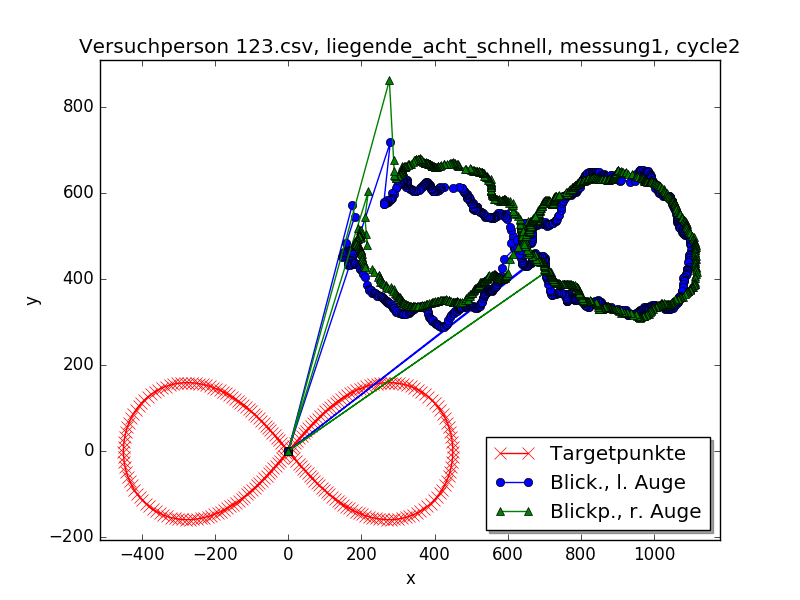 Versuchperson 123.csv, liegende_acht_schnell, messung1, cycle2
800
600
400
200
0
−200
y
−400
−200
0
200
400
600
800
1000
x
Targetpunkte
Blick., l. Auge
Blickp., r. Auge